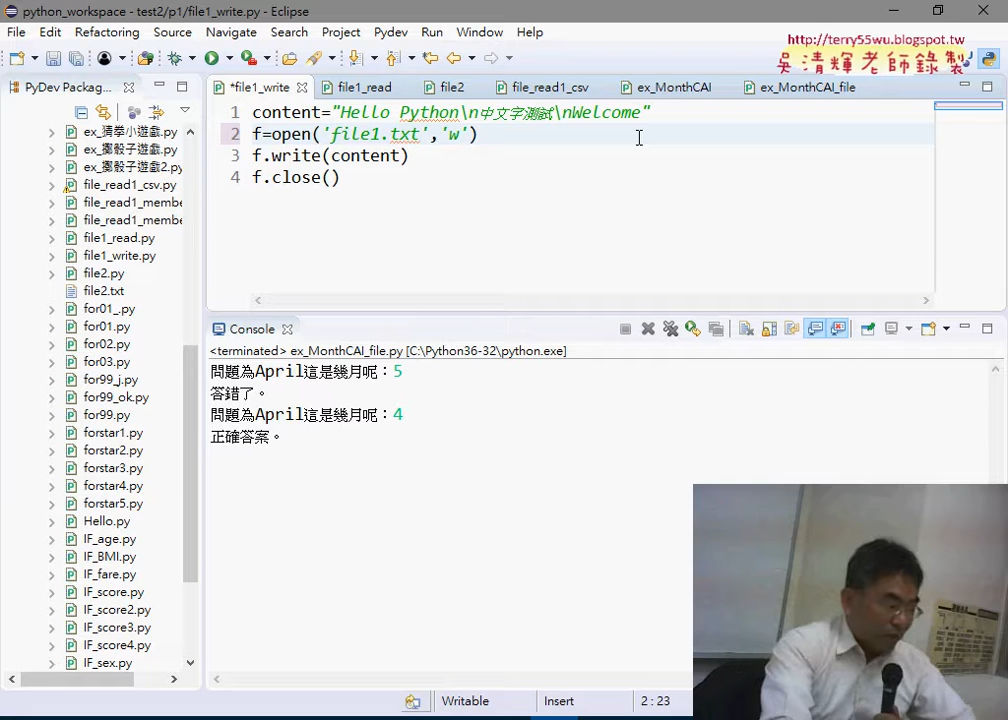 python_workspace - test2/p1/file1_write.py - Eclipse
File Edit Refactoring Source Navigate Search Project Pydev Run Window Help
http://terry55wu.blogspot.tw
吳清輝老師錄製
PyDev Packag...
*file1_write
file1_read
file2
file_read1_csv
ex_MonthCAI
ex_MonthCAI_file
1 content="Hello Python\n中文字測試\nWelcome"
2 f=open('file1.txt','w')
3 f.write(content)
4 f.close()
ex_猜拳小遊戲.py
ex_擲骰子遊戲.py
ex_擲骰子遊戲2.py
file_read1_csv.py
file_read1_membe
file_read1_membe
file1_read.py
file1_write.py
file2.py
file2.txt
for01_.py
for01.py
for02.py
for03.py
for99_j.py
for99_ok.py
for99.py
forstar1.py
forstar2.py
forstar3.py
forstar4.py
forstar5.py
Hello.py
IF_age.py
IF_BMI.py
IF_fare.py
IF_score.py
IF_score2.py
IF_score3.py
IF_score4.py
IF_sex.py
Console
<terminated> ex_MonthCAI_file.py [C:\Python36-32\python.exe]
問題為April這是幾月呢：5
答錯了。
問題為April這是幾月呢：4
正確答案。
Writable Insert 2 : 23